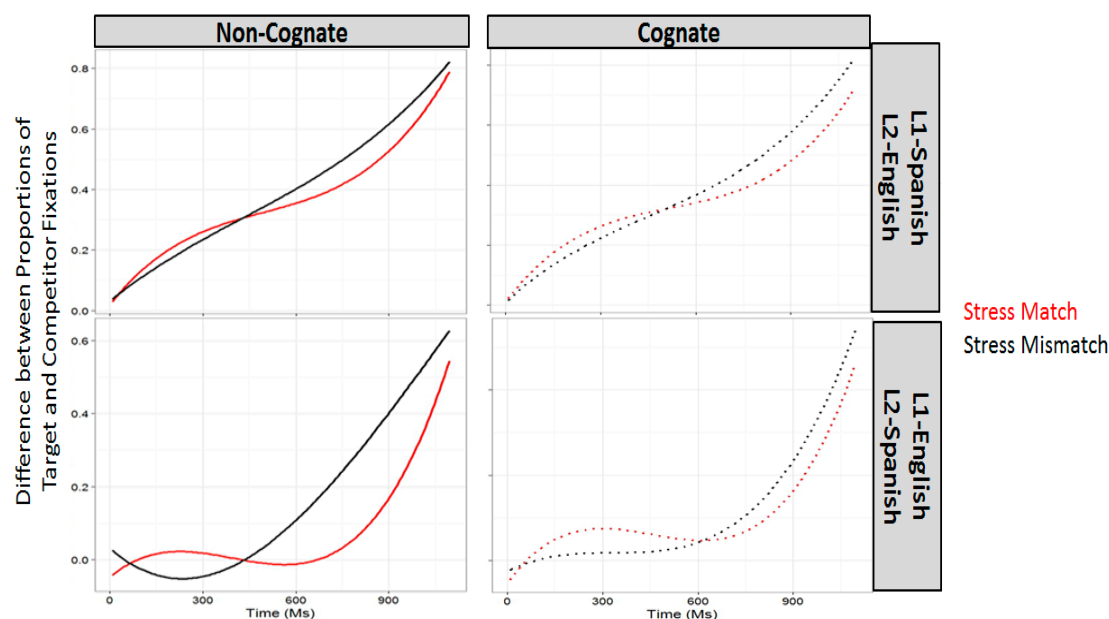 Non-Cognate
Cognate
Difference between Proportions of
Target and Competitor Fixations
0.8
0.6
0.4
0.2
0.0
L1-Spanish
L2-English
0.6
0.4
0.2
0.0
L1-English
L2-Spanish
Stress Match
Stress Mismatch
0
300
600
900
Time (Ms)
0
300
600
900
Time (Ms)